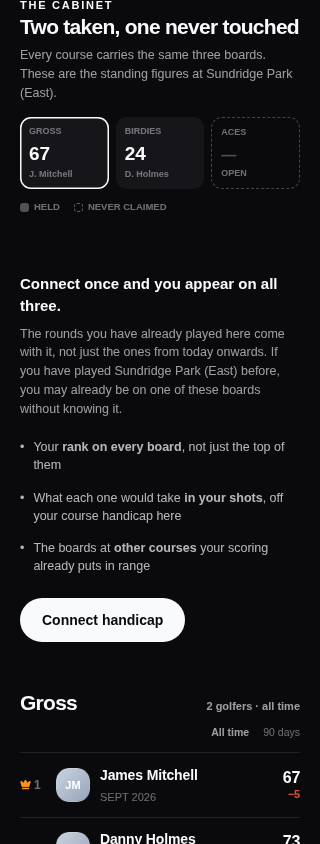 THE CABINET
Two taken, one never touched
Every course carries the same three boards.
These are the standing figures at Sundridge Park
(East).
GROSS
67
J. Mitchell
BIRDIES
24
D. Holmes
ACES
—
OPEN
HELD
NEVER CLAIMED
Connect once and you appear on all
three.
The rounds you have already played here come
with it, not just the ones from today onwards. If
you have played Sundridge Park (East) before,
you may already be on one of these boards
without knowing it.
• Your rank on every board, not just the top of
them
• What each one would take in your shots, off
your course handicap here
• The boards at other courses your scoring
already puts in range
Connect handicap
Gross
2 golfers · all time
All time 90 days
1 JM James Mitchell 67
SEPT 2026 −5
Danny Holmes 73